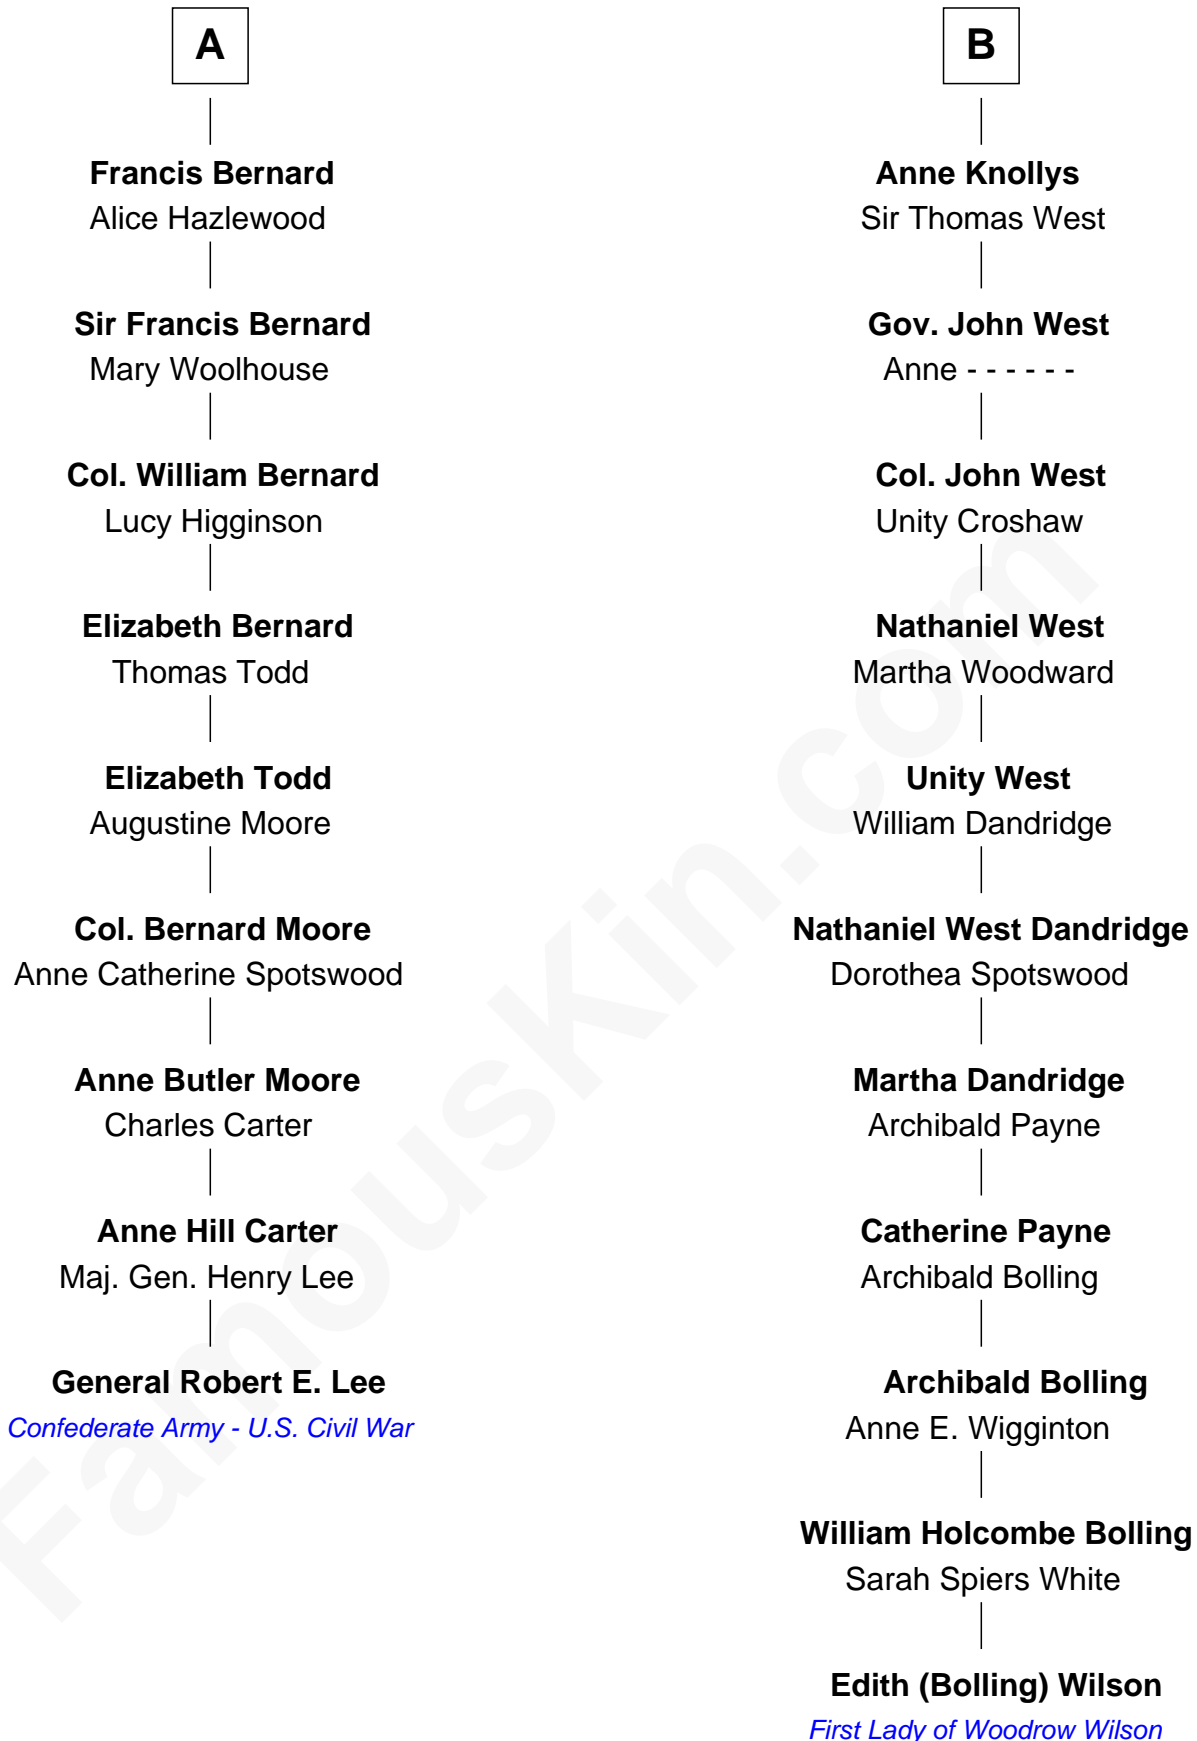 A
Francis Bernard
Alice Hazlewood
Sir Francis Bernard
Mary Woolhouse
Col. William Bernard
Lucy Higginson
Elizabeth Bernard
Thomas Todd
Elizabeth Todd
Augustine Moore
Col. Bernard Moore
Anne Catherine Spotswood
Anne Butler Moore
Charles Carter
Anne Hill Carter
Maj. Gen. Henry Lee
General Robert E. Lee
Confederate Army - U.S. Civil War
B
Anne Knollys
Sir Thomas West
Gov. John West
Anne - - - - - -
Col. John West
Unity Croshaw
Nathaniel West
Martha Woodward
Unity West
William Dandridge
Nathaniel West Dandridge
Dorothea Spotswood
Martha Dandridge
Archibald Payne
Catherine Payne
Archibald Bolling
Archibald Bolling
Anne E. Wigginton
William Holcombe Bolling
Sarah Spiers White
Edith (Bolling) Wilson
First Lady of Woodrow Wilson
FamousKin.com